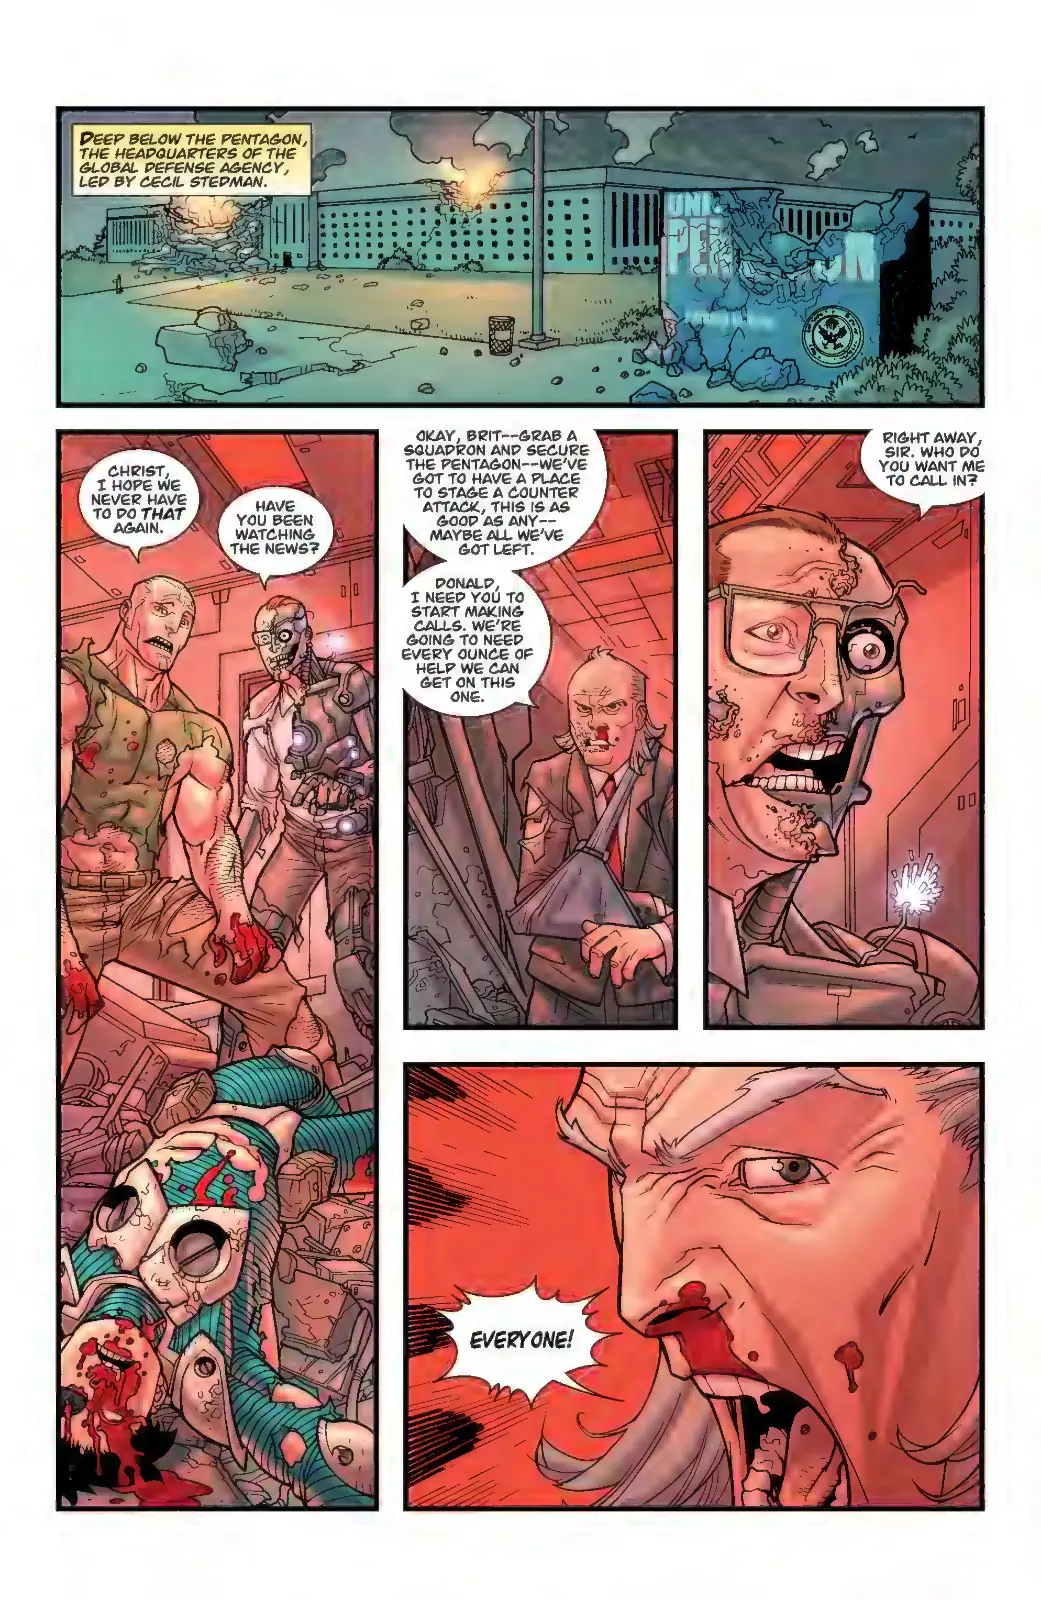 DEEP BELOW THE PENTAGON,
THE HEADQUARTERS OF THE
GLOBAL DEFENSE AGENCY,
LED BY CECIL STEDMAN.
CHRIST,
I HOPE WE
NEVER HAVE
TO DO THAT
AGAIN.
HAVE
YOU BEEN
WATCHING
THE NEWS?
OKAY, BRIT--GRAB A
SQUADRON AND SECURE
THE PENTAGON--WE'VE
GOT TO HAVE A PLACE
TO STAGE A COUNTER
ATTACK, THIS IS AS
GOOD AS ANY--
MAYBE ALL WE'VE
GOT LEFT.
DONALD,
I NEED YOU TO
START MAKING
CALLS. WE'RE
GOING TO NEED
EVERY OUNCE OF
HELP WE CAN
GET ON THIS
ONE.
RIGHT AWAY,
SIR. WHO DO
YOU WANT ME
TO CALL IN?
EVERYONE!